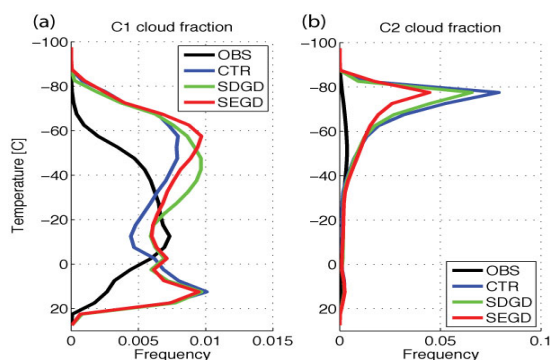 (a)
C1 cloud fraction
Temperature [C]
−100
−80
−60
−40
−20
0
20
OBS
CTR
SDGD
SEGD
0
0.005
0.01
0.015
Frequency
(b)
C2 cloud fraction
−100
−80
−60
−40
−20
0
20
OBS
CTR
SDGD
SEGD
0
0.05
0.1
Frequency